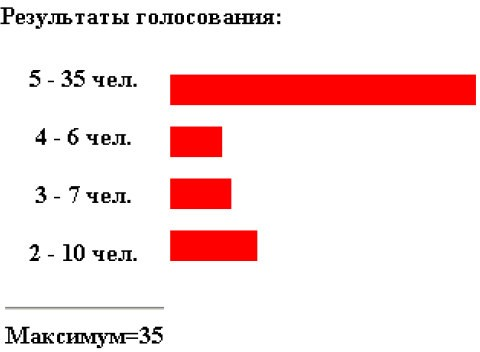 Результаты голосования:
5 - 35 чел.
4 - 6 чел.
3 - 7 чел.
2 - 10 чел.
Максимум=35